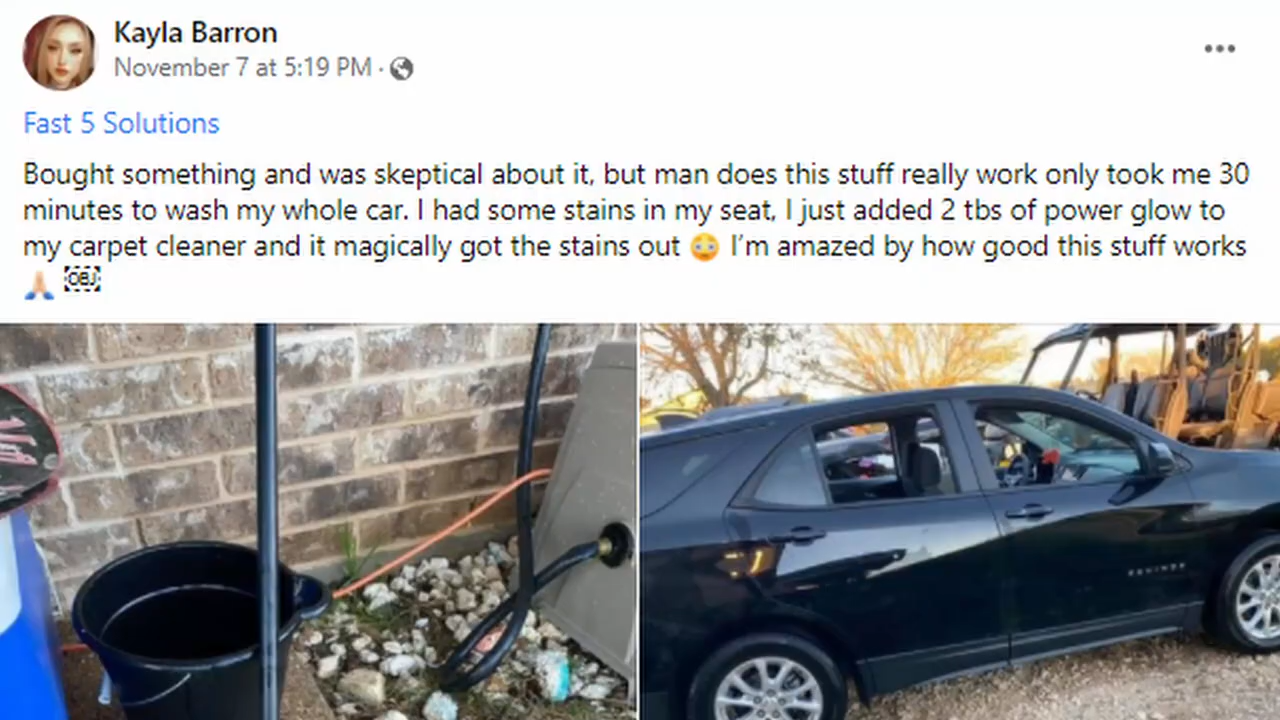 Kayla Barron
November 7 at 5:19 PM ·
Fast 5 Solutions
Bought something and was skeptical about it, but man does this stuff really work only took me 30
minutes to wash my whole car. I had some stains in my seat, I just added 2 tbs of power glow to
my carpet cleaner and it magically got the stains out 😳 I’m amazed by how good this stuff works
🙏🏼 OBJ
EQUINOX